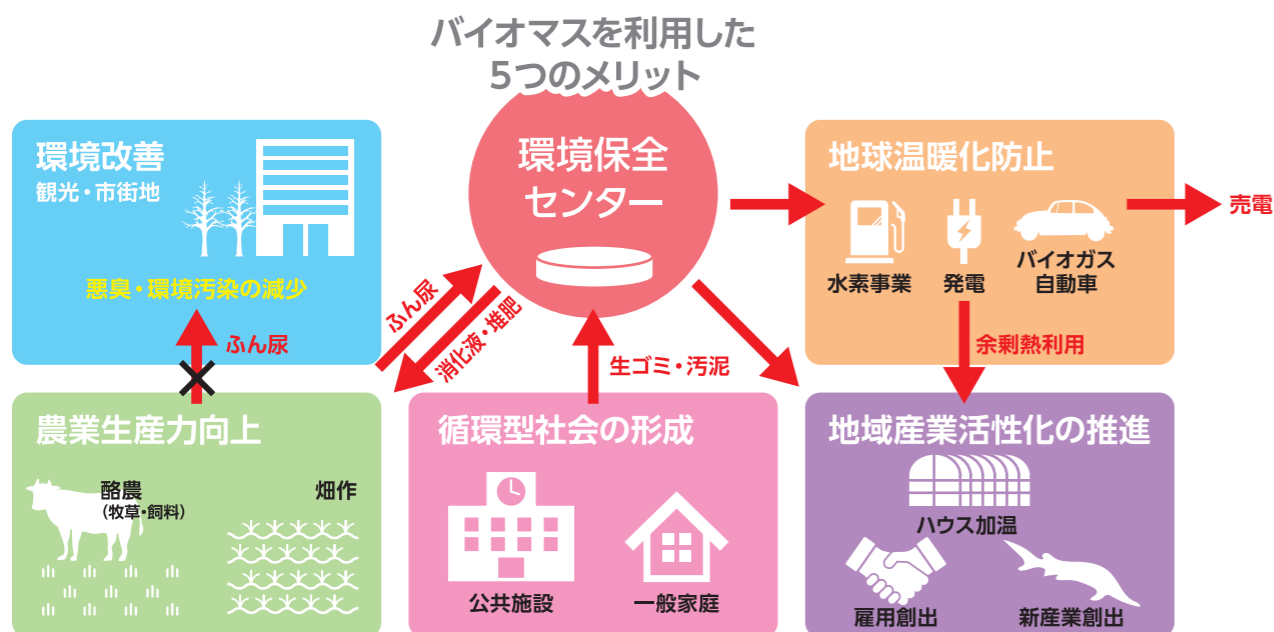 バイオマスを利用した
5つのメリット
環境保全
センター
環境改善
観光・市街地
悪臭・環境汚染の減少
地球温暖化防止
水素事業
発電
バイオガス
自動車
売電
ふん尿
ふん尿
消化液・堆肥
生ゴミ・汚泥
余剰熱利用
農業生産力向上
酪農
(牧草・飼料)
畑作
循環型社会の形成
公共施設
一般家庭
地域産業活性化の推進
ハウス加温
雇用創出
新産業創出